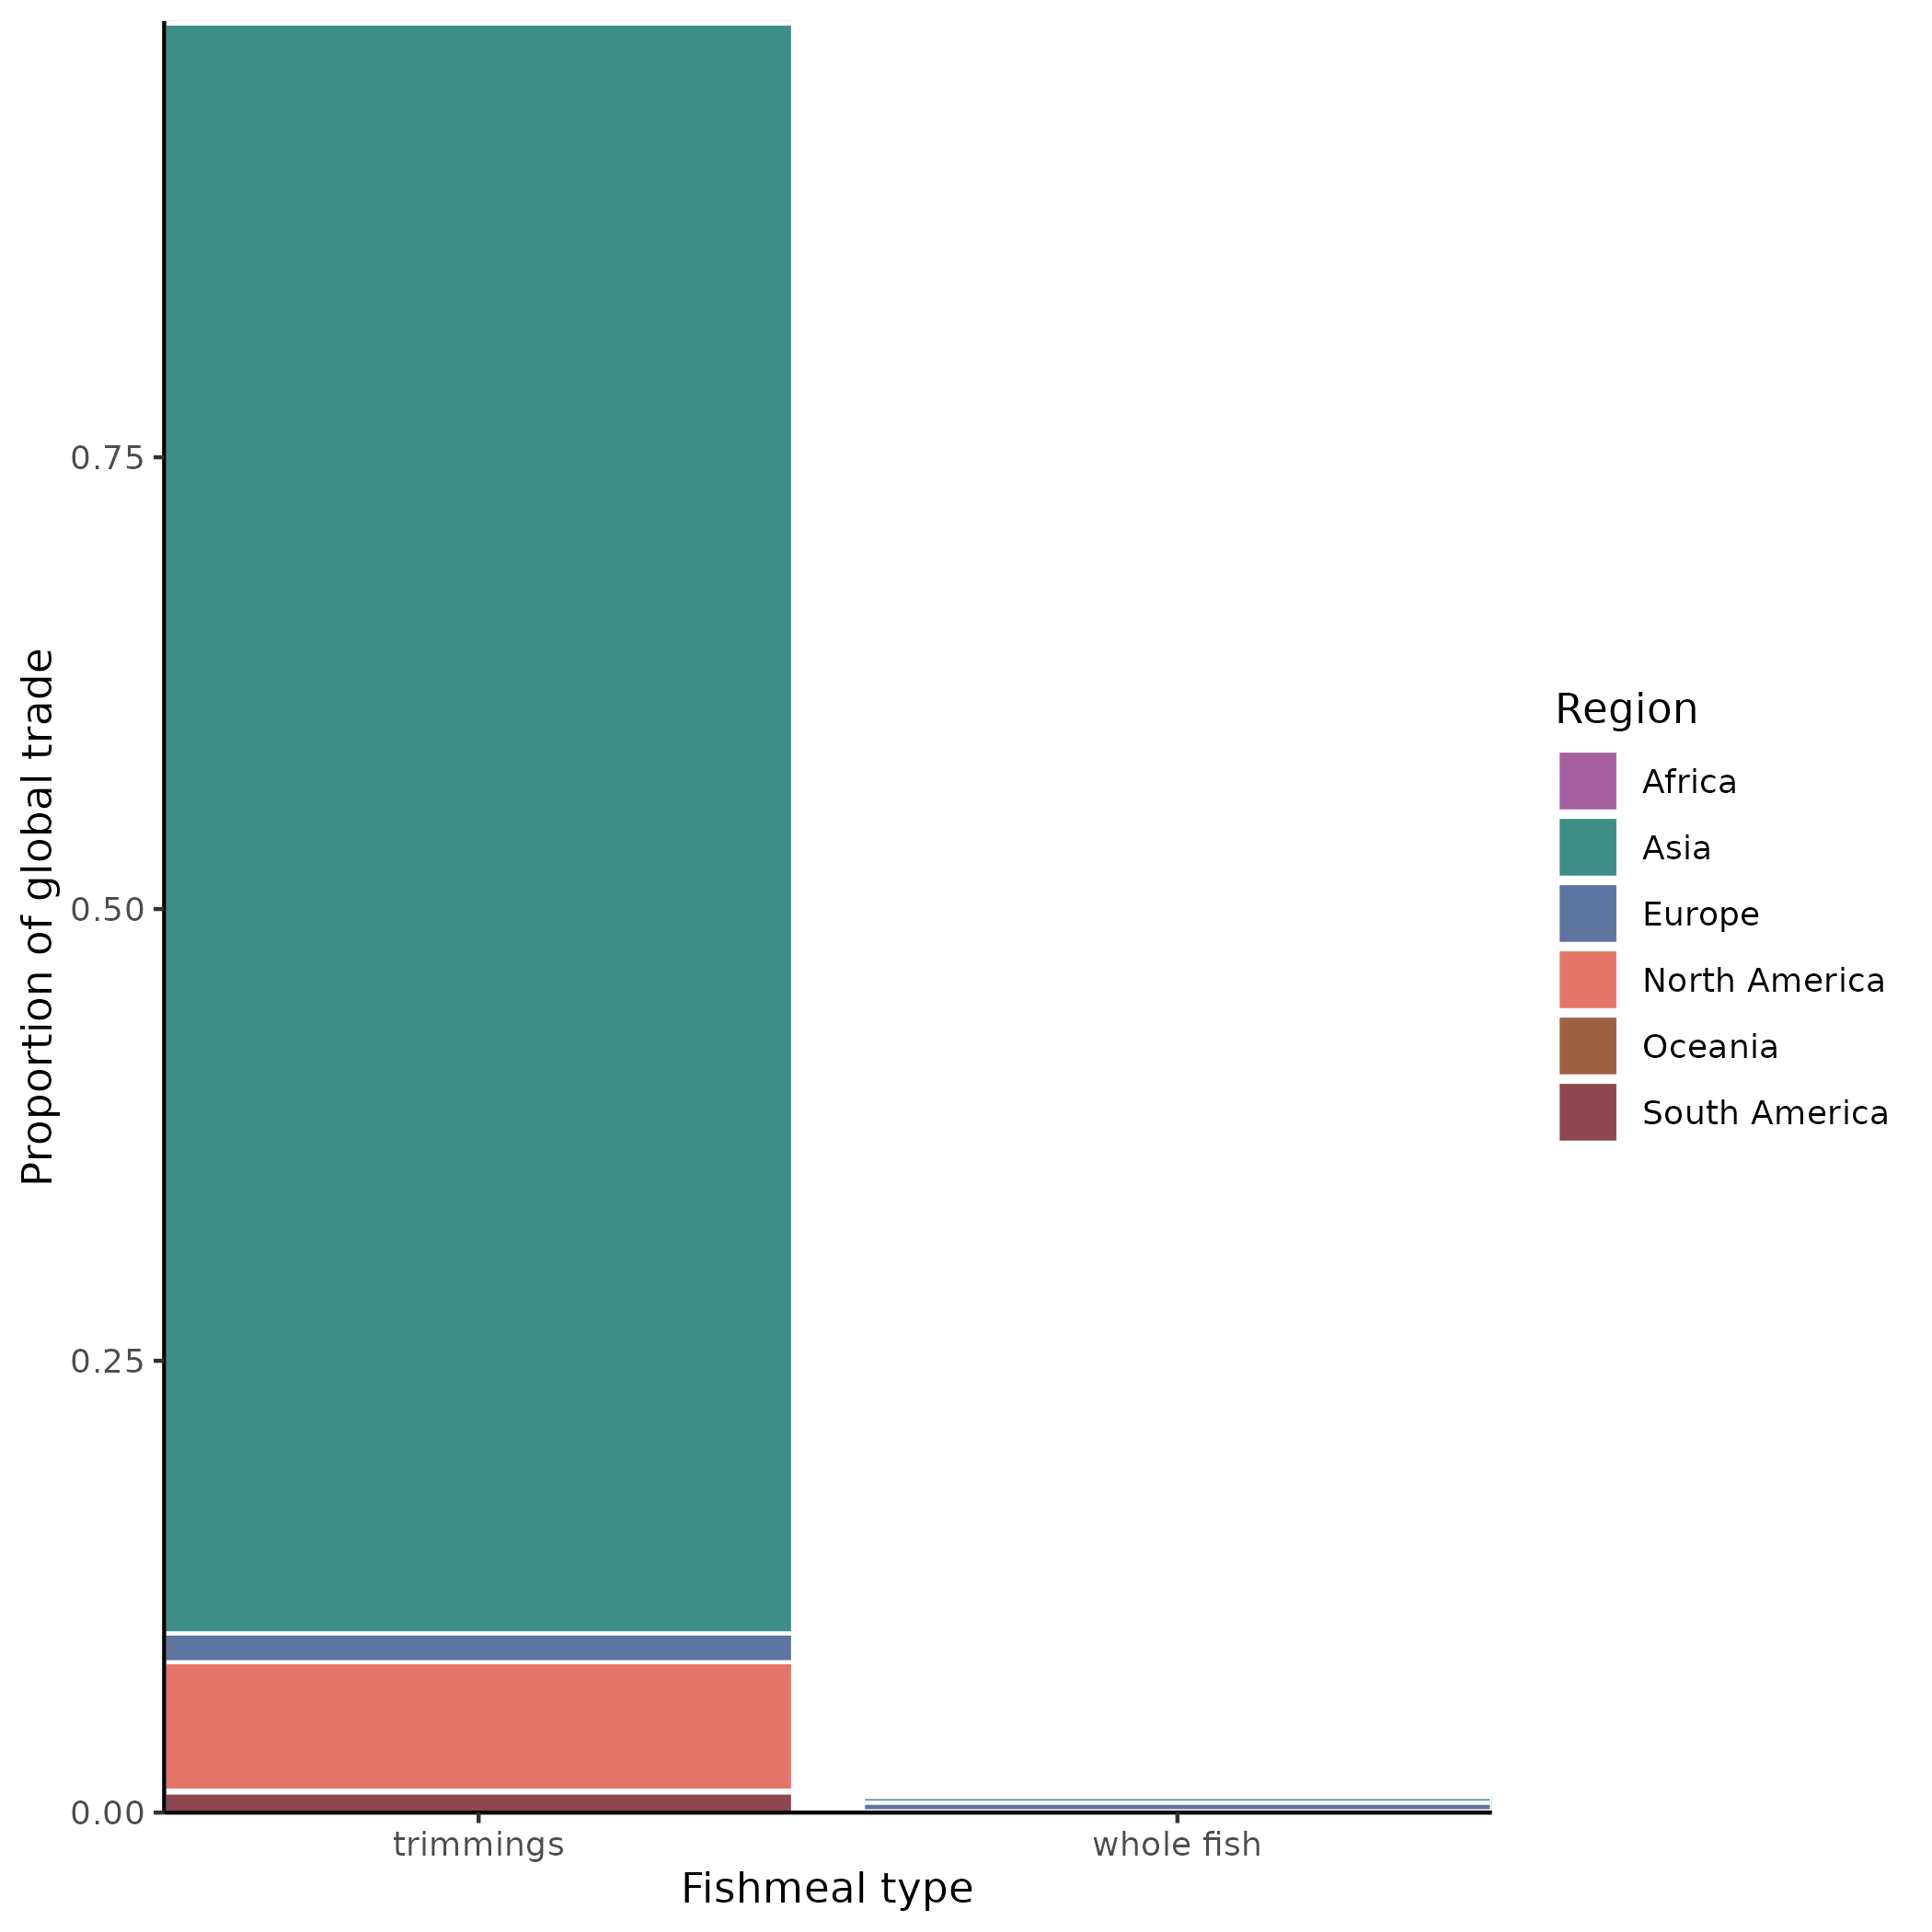 Proportion of global trade
0.75
0.50
0.25
0.00
trimmings
whole fish
Fishmeal type
Region
Africa
Asia
Europe
North America
Oceania
South America